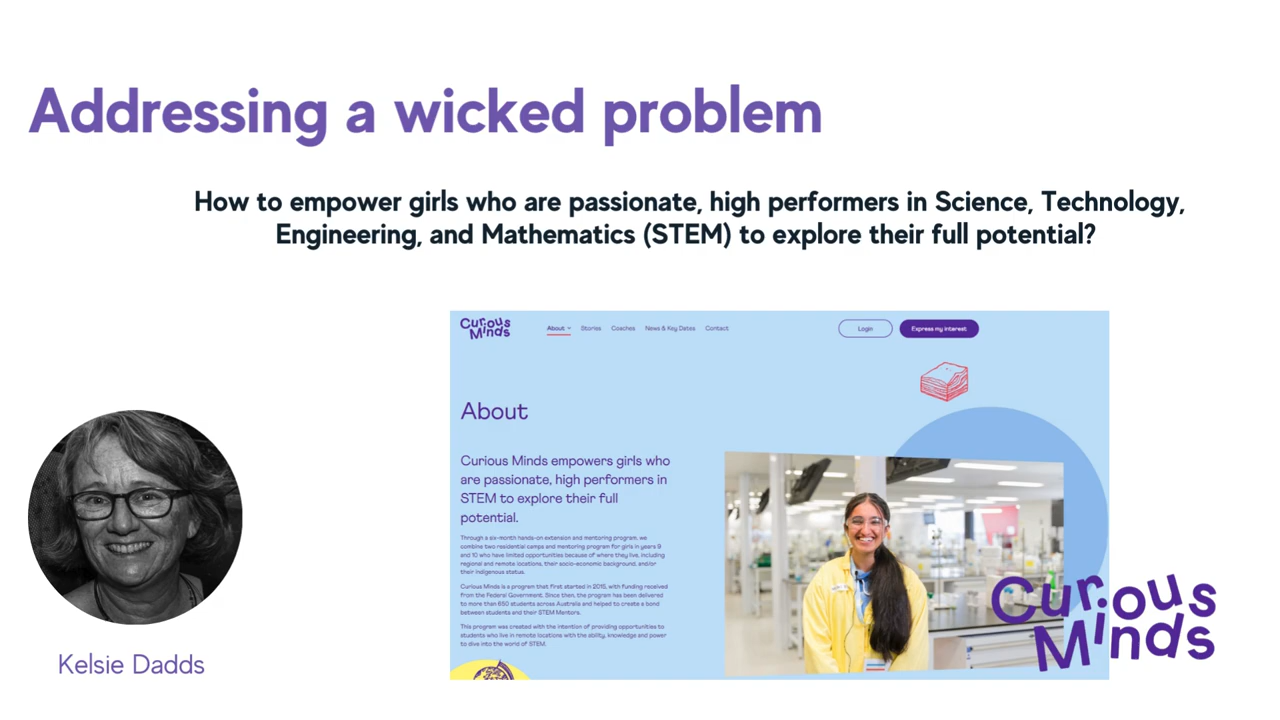 Addressing a wicked problem
How to empower girls who are passionate, high performers in Science, Technology,
Engineering, and Mathematics (STEM) to explore their full potential?
Curious
Minds
About
Stories
Coaches
News & Key Dates
Contact
Login
Express my interest
About
Curious Minds empowers girls who
are passionate, high performers in
STEM to explore their full
potential.
Through a six-month hands-on extension and mentoring program, we
combine two residential camps and mentoring program for girls in years 9
and 10 who have limited opportunities because of where they live, including
regional and remote locations, their socio-economic background, and/or
their indigenous status.
Curious Minds is a program that first started in 2015, with funding received
from the Federal Government. Since then, the program has been delivered
to more than 650 students across Australia and helped to create a bond
between students and their STEM Mentors.
This program was created with the intention of providing opportunities to
students who live in remote locations with the ability, knowledge and power
to dive into the world of STEM.
Curious
Minds
Kelsie Dadds